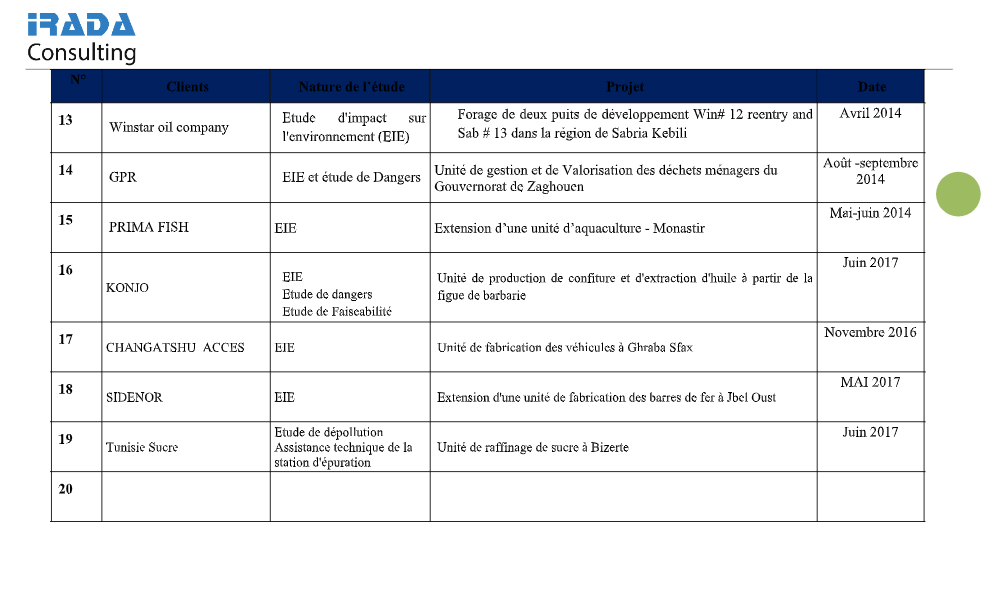 iRADA
Consulting
N°
Clients
Nature de l'étude
Projet
Date
13
Winstar oil company
Etude d'impact sur
l'environnement (EIE)
Forage de deux puits de développement Win# 12 reentry and
Sab # 13 dans la région de Sabria Kebili
Avril 2014
14
GPR
EIE et étude de Dangers
Unité de gestion et de Valorisation des déchets ménagers du
Gouvernorat de Zaghouen
Août -septembre
2014
15
PRIMA FISH
EIE
Extension d'une unité d'aquaculture - Monastir
Mai-juin 2014
16
KONJO
EIE
Etude de dangers
Etude de Faiseabilité
Unité de production de confiture et d'extraction d'huile à partir de la
figue de barbarie
Juin 2017
17
CHANGATSHU ACCES
EIE
Unité de fabrication des véhicules à Ghraba Sfax
Novembre 2016
18
SIDENOR
EIE
Extension d'une unité de fabrication des barres de fer à Jbel Oust
MAI 2017
19
Tunisie Sucre
Etude de dépollution
Assistance technique de la
station d'épuration
Unité de raffinage de sucre à Bizerte
Juin 2017
20